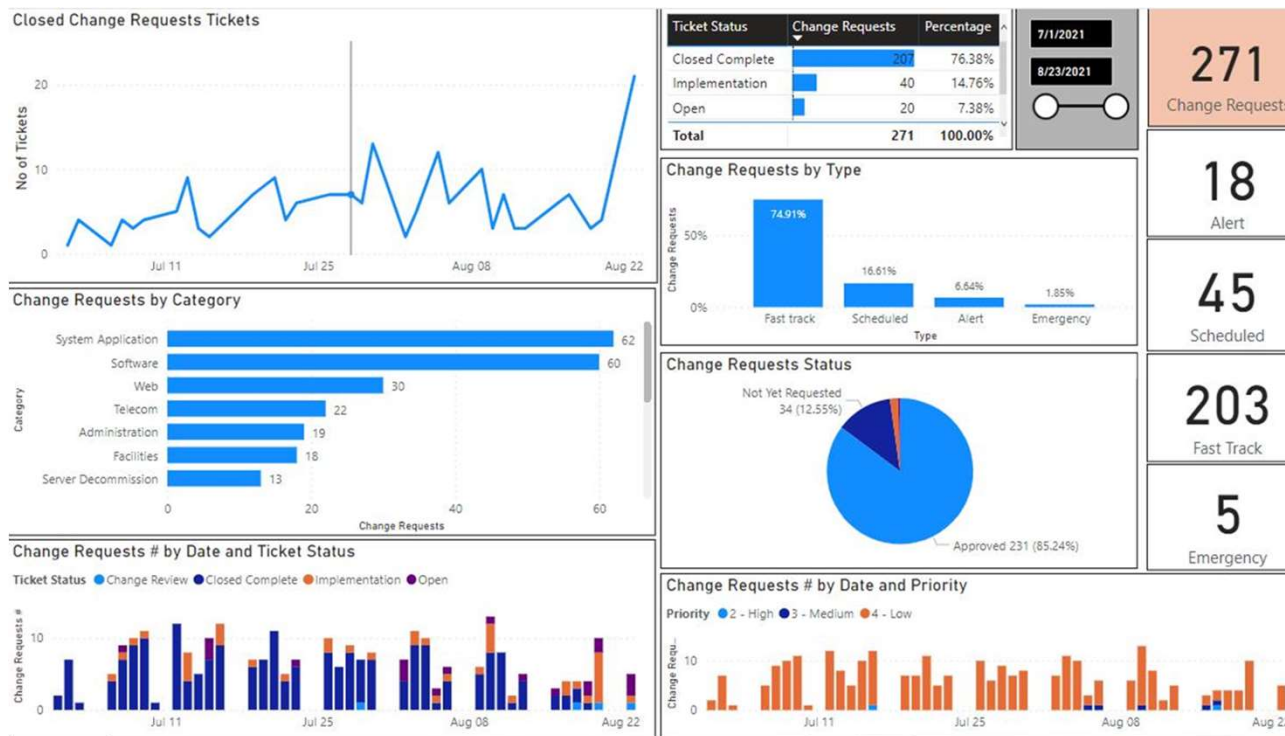 Closed Change Requests Tickets
No of Tickets
20
10
0
Jul 11 Jul 25 Aug 08 Aug 22
Ticket Status Change Requests Percentage
Closed Complete 207 76.38%
Implementation 40 14.76%
Open 20 7.38%
Total 271 100.00%
7/1/2021
8/23/2021
271
Change Requests
18
Alert
45
Scheduled
203
Fast Track
5
Emergency
Change Requests by Type
Change Requests
50%
0%
74.91%
16.61%
6.64%
1.85%
Fast track Scheduled Alert Emergency
Type
Change Requests by Category
Category
System Application 62
Software 60
Web 30
Telecom 22
Administration 19
Facilities 18
Server Decommission 13
0 20 40 60
Change Requests
Change Requests Status
Not Yet Requested
34 (12.55%)
Approved 231 (85.24%)
Change Requests # by Date and Ticket Status
Ticket Status Change Review Closed Complete Implementation Open
Change Requests #
10
0
Jul 11 Jul 25 Aug 08 Aug 22
Change Requests # by Date and Priority
Priority 2 - High 3 - Medium 4 - Low
Change Requ...
10
0
Jul 11 Jul 25 Aug 08 Aug 2